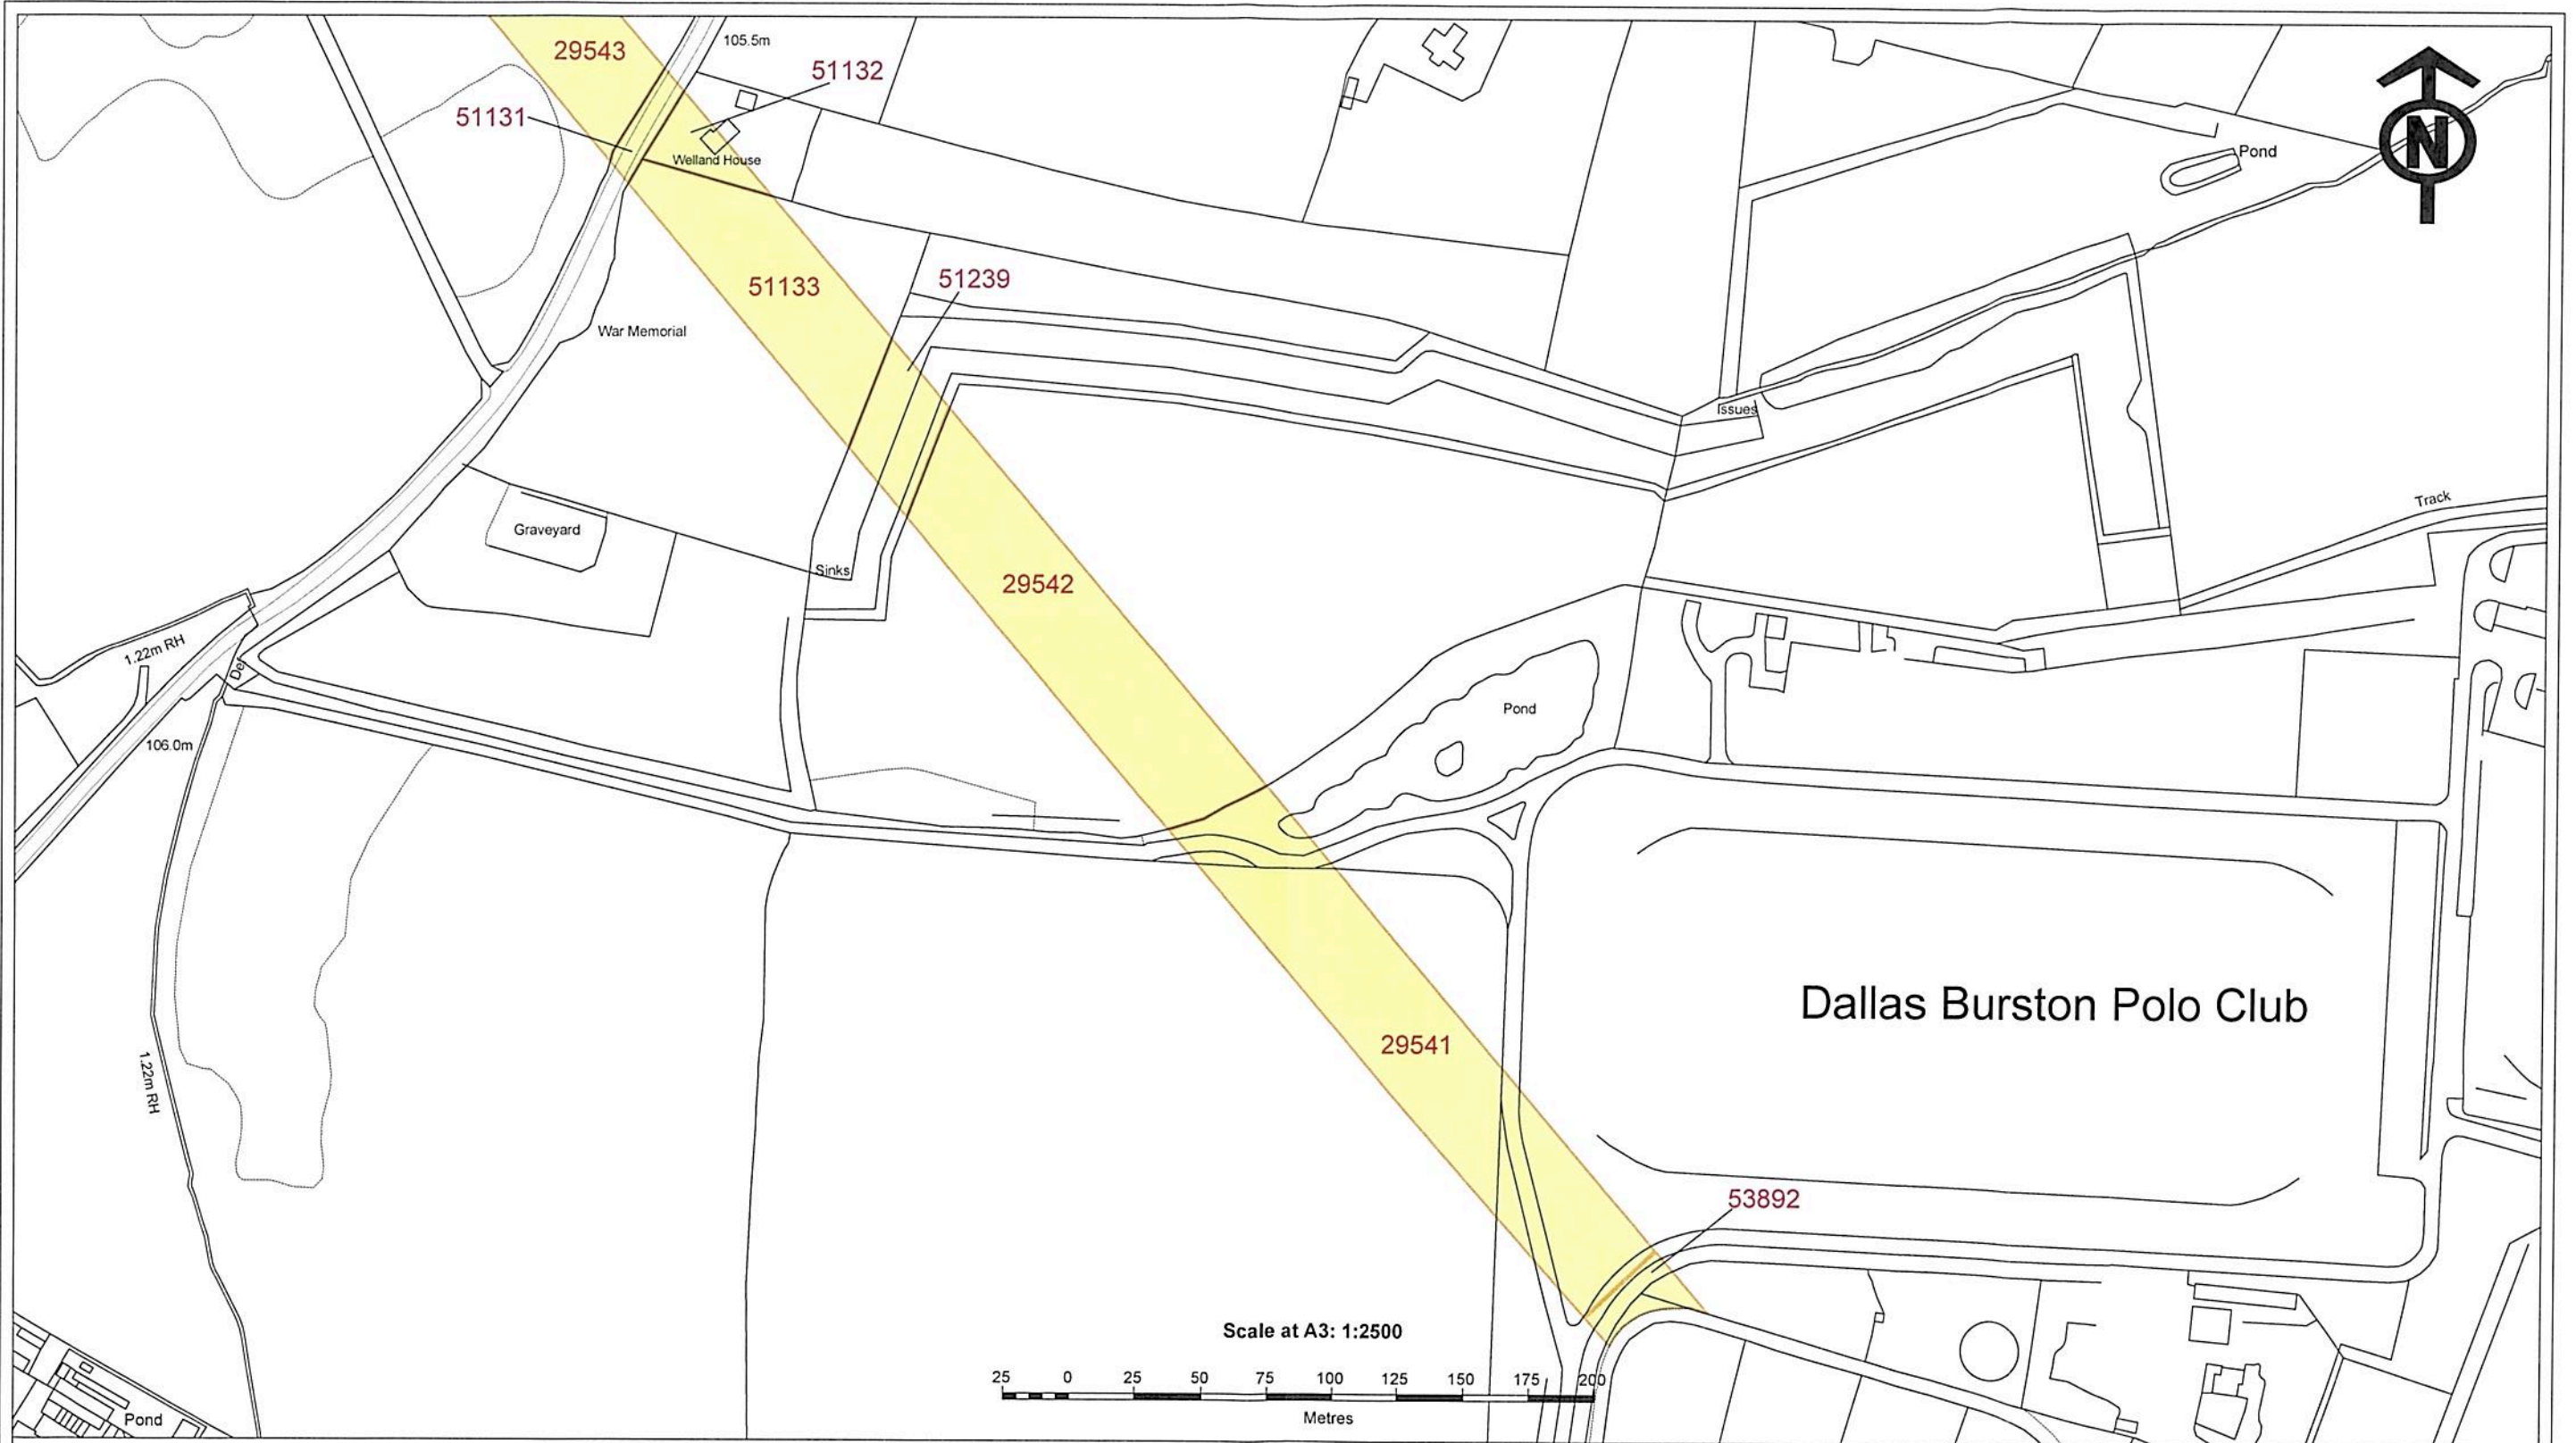 29543
105.5m
51132
51131
Welland House
N
Pond
51133
51239
War Memorial
Issues
Track
Graveyard
Sinks
29542
1.22m RH
Def
Pond
106.0m
Dallas Burston Polo Club
29541
1.22m RH
53892
Scale at A3: 1:2500
25 0 25 50 75 100 125 150 175 200
Metres
Pond